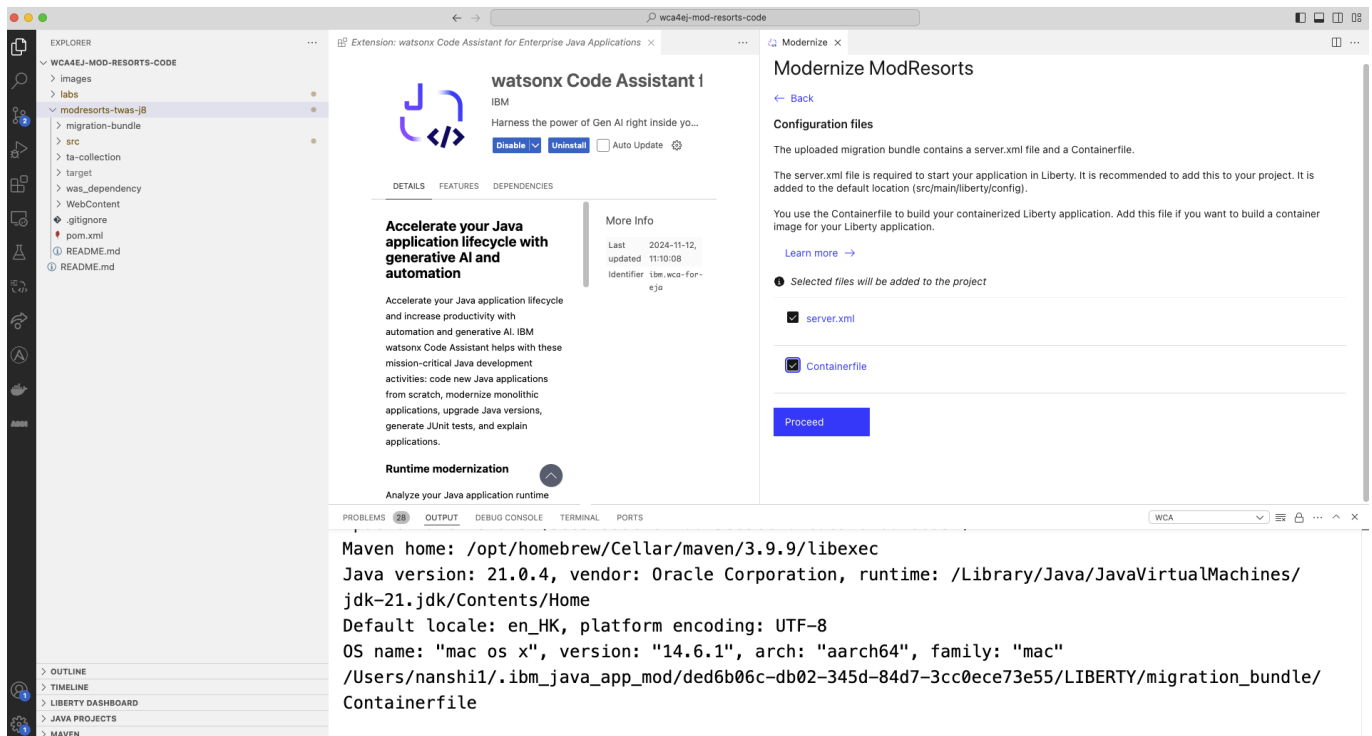 wca4ej-mod-resorts-code
EXPLORER
WCA4EJ-MOD-RESORTS-CODE
images
labs
modresorts-twas-j8
migration-bundle
src
ta-collection
target
was_dependency
WebContent
.gitignore
pom.xml
README.md
README.md
OUTLINE
TIMELINE
LIBERTY DASHBOARD
JAVA PROJECTS
MAVEN
2
1
1
Extension: watsonx Code Assistant for Enterprise Java Applications
watsonx Code Assistant f
IBM
Harness the power of Gen AI right inside yo...
Disable
Uninstall
Auto Update
DETAILS FEATURES DEPENDENCIES
Accelerate your Java
application lifecycle with
generative AI and
automation
Accelerate your Java application lifecycle
and increase productivity with
automation and generative AI. IBM
watsonx Code Assistant helps with these
mission-critical Java development
activities: code new Java applications
from scratch, modernize monolithic
applications, upgrade Java versions,
generate JUnit tests, and explain
applications.
Runtime modernization
Analyze your Java application runtime
More Info
Last 2024-11-12,
updated 11:10:08
Identifier ibm.wca-for-
eja
Modernize
Modernize ModResorts
← Back
Configuration files
The uploaded migration bundle contains a server.xml file and a Containerfile.
The server.xml file is required to start your application in Liberty. It is recommended to add this to your project. It is
added to the default location (src/main/liberty/config).
You use the Containerfile to build your containerized Liberty application. Add this file if you want to build a container
image for your Liberty application.
Learn more →
Selected files will be added to the project
server.xml
Containerfile
Proceed
PROBLEMS 28 OUTPUT DEBUG CONSOLE TERMINAL PORTS
WCA
Maven home: /opt/homebrew/Cellar/maven/3.9.9/libexec
Java version: 21.0.4, vendor: Oracle Corporation, runtime: /Library/Java/JavaVirtualMachines/
jdk-21.jdk/Contents/Home
Default locale: en_HK, platform encoding: UTF-8
OS name: "mac os x", version: "14.6.1", arch: "aarch64", family: "mac"
/Users/nanshi1/.ibm_java_app_mod/ded6b06c-db02-345d-84d7-3cc0ece73e55/LIBERTY/migration_bundle/
Containerfile